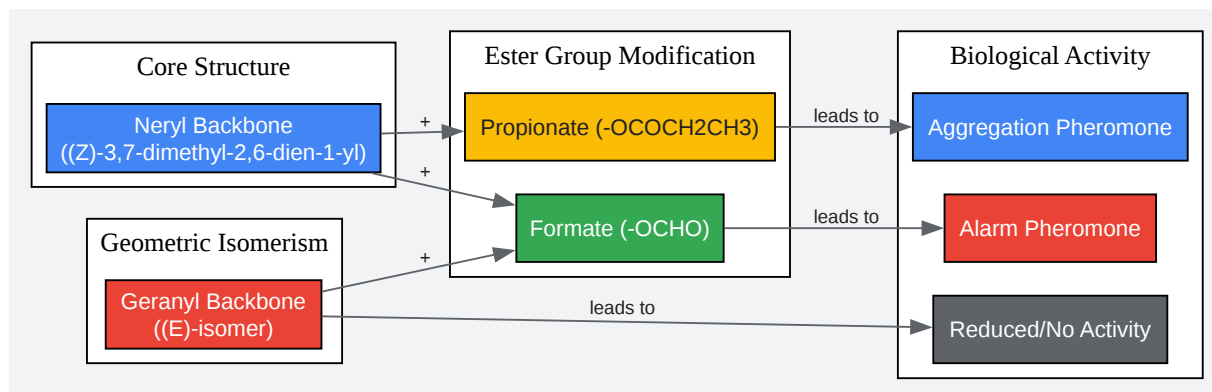 Core Structure
Neryl Backbone
((Z)-3,7-dimethyl-2,6-dien-1-yl)
Geometric Isomerism
Geranyl Backbone
((E)-isomer)
+
+
+
leads to
Ester Group Modification
Propionate (-OCOCH2CH3)
Formate (-OCHO)
leads to
leads to
Biological Activity
Aggregation Pheromone
Alarm Pheromone
Reduced/No Activity